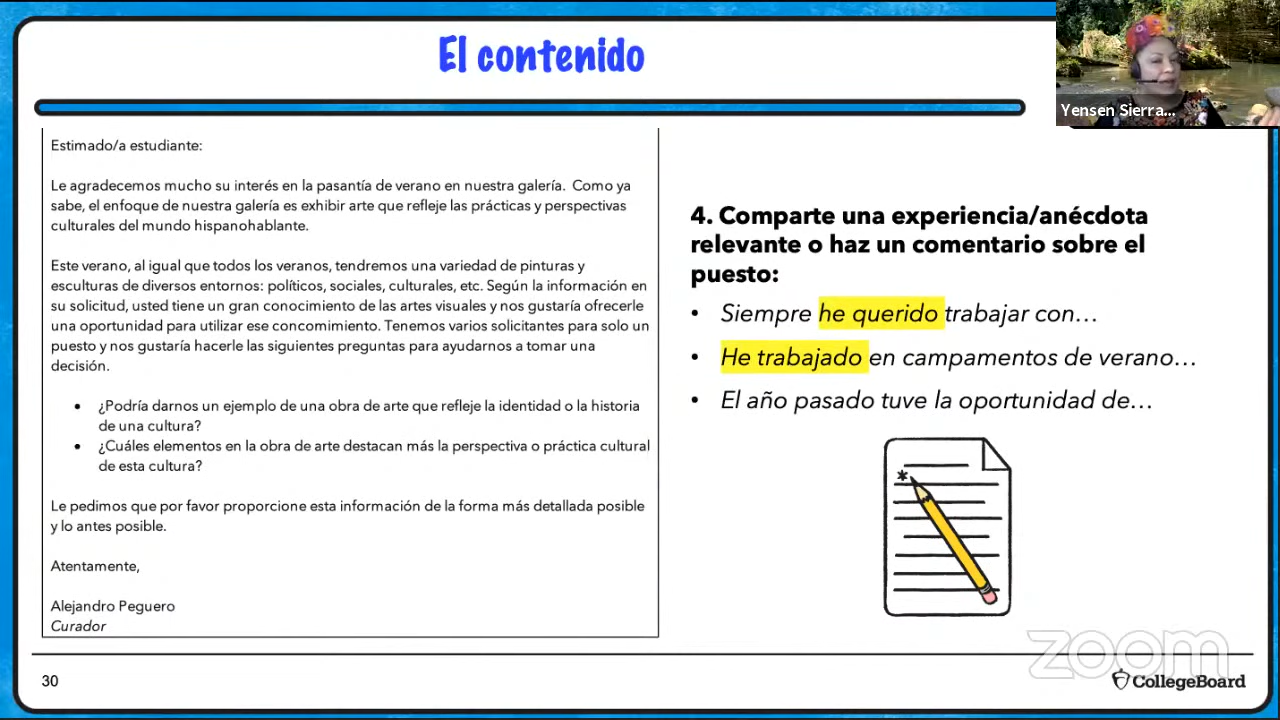 El contenido
Yensen Sierra...
Estimado/a estudiante:
Le agradecemos mucho su interés en la pasantía de verano en nuestra galería. Como ya
sabe, el enfoque de nuestra galería es exhibir arte que refleje las prácticas y perspectivas
culturales del mundo hispanohablante.
Este verano, al igual que todos los veranos, tendremos una variedad de pinturas y
esculturas de diversos entornos: políticos, sociales, culturales, etc. Según la información en
su solicitud, usted tiene un gran conocimiento de las artes visuales y nos gustaría ofrecerle
una oportunidad para utilizar ese concomimiento. Tenemos varios solicitantes para solo un
puesto y nos gustaría hacerle las siguientes preguntas para ayudarnos a tomar una
decisión.
• ¿Podría darnos un ejemplo de una obra de arte que refleje la identidad o la historia
de una cultura?
• ¿Cuáles elementos en la obra de arte destacan más la perspectiva o práctica cultural
de esta cultura?
Le pedimos que por favor proporcione esta información de la forma más detallada posible
y lo antes posible.
Atentamente,
Alejandro Peguero
Curador
4. Comparte una experiencia/anécdota
relevante o haz un comentario sobre el
puesto:
• Siempre he querido trabajar con…
• He trabajado en campamentos de verano…
• El año pasado tuve la oportunidad de…
zoom
30
CollegeBoard